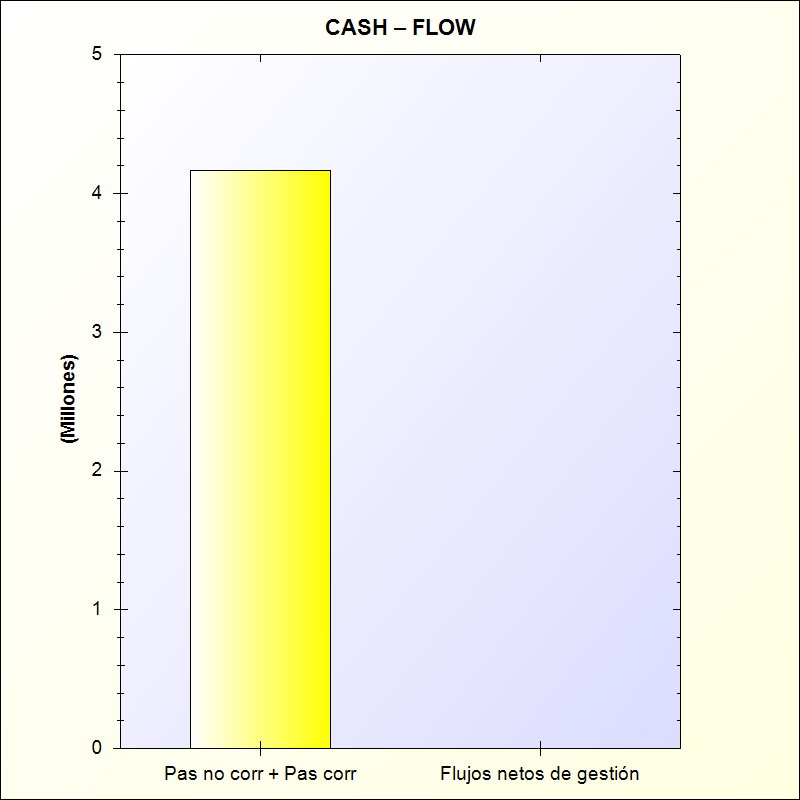 CASH – FLOW
5
4
3
2
1
0
(Millones)
Pas no corr + Pas corr
Flujos netos de gestión